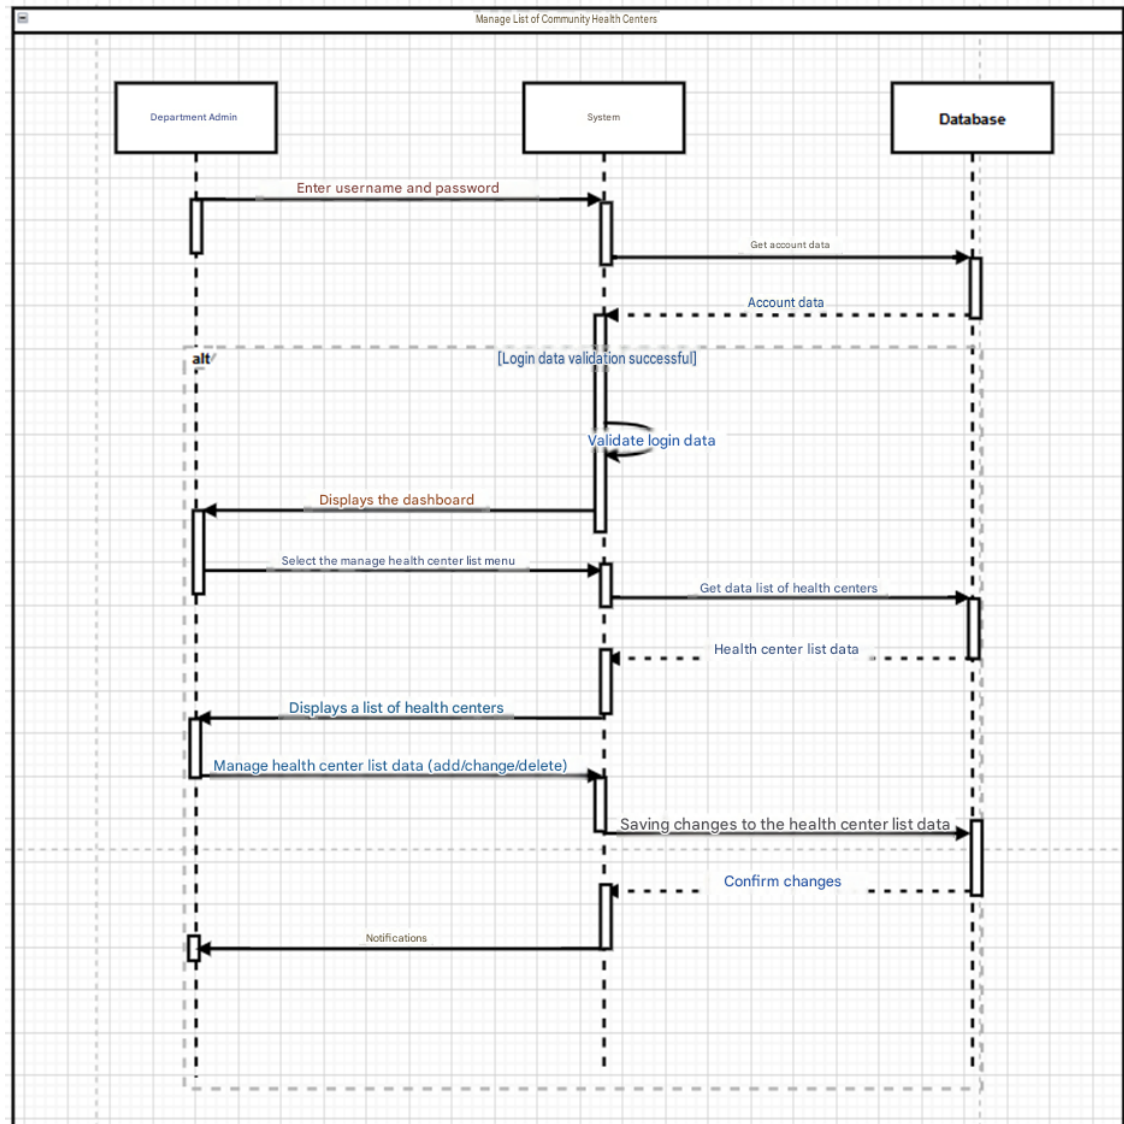 Manage List of Community Health Centers
Department Admin
System
Database
Enter username and password
Get account data
Account data
alt
[Login data validation successful]
Validate login data
Displays the dashboard
Select the manage health center list menu
Get data list of health centers
Health center list data
Displays a list of health centers
Manage health center list data (add/change/delete)
Saving changes to the health center list data
Confirm changes
Notifications